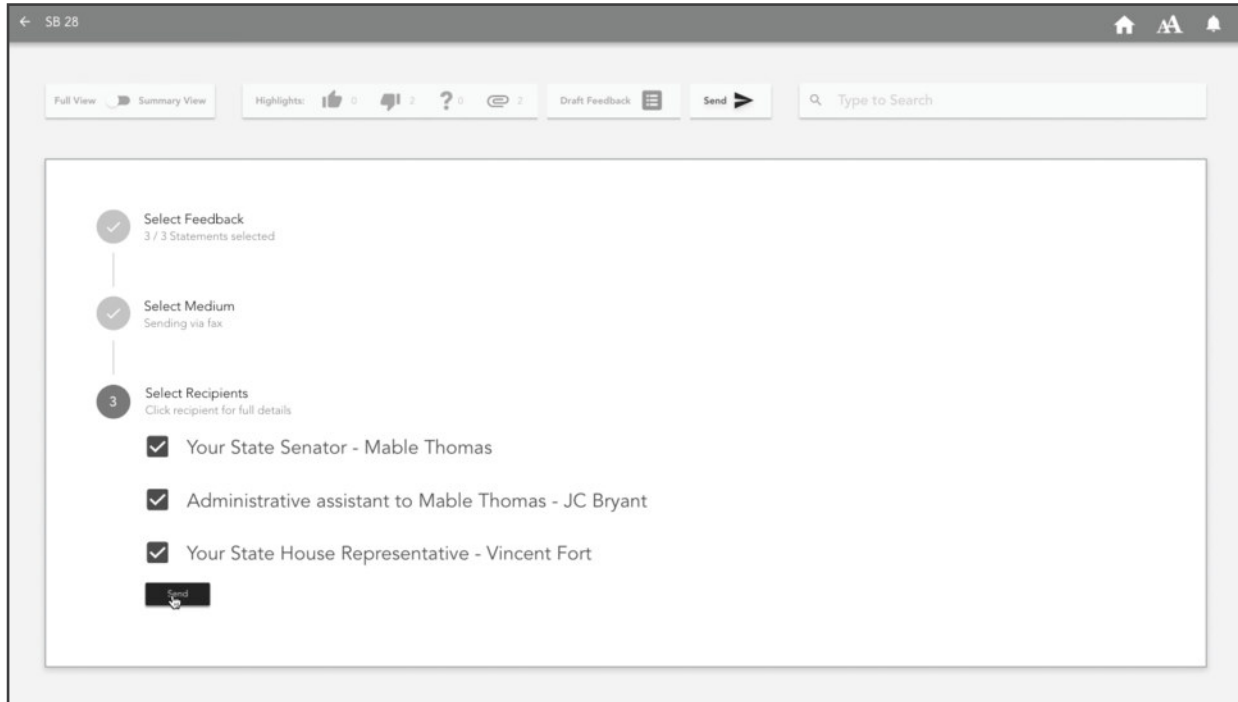 SB 28
Full View Summary View
Highlights: 0 2 ? 0 2
Draft Feedback
Send
Type to Search
Select Feedback
3 / 3 Statements selected
Select Medium
Sending via fax
3
Select Recipients
Click recipient for full details
Your State Senator - Mable Thomas
Administrative assistant to Mable Thomas - JC Bryant
Your State House Representative - Vincent Fort
Send